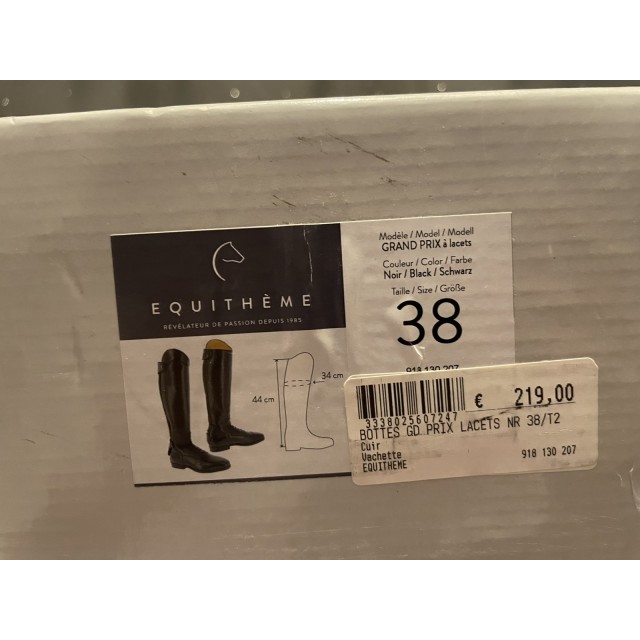 EQUITHÈME
RÉVÉLATEUR DE PASSION DEPUIS 1985
44 cm
34 cm
Modèle / Model / Modell
GRAND PRIX à lacets
Couleur / Color / Farbe
Noir / Black / Schwarz
Taille / Size / Größe
38
918 130 207
3338025607247
€ 219,00
BOTTES GD PRIX LACETS NR 38/T2
Cuir
Vachette
EQUITHEME
918 130 207